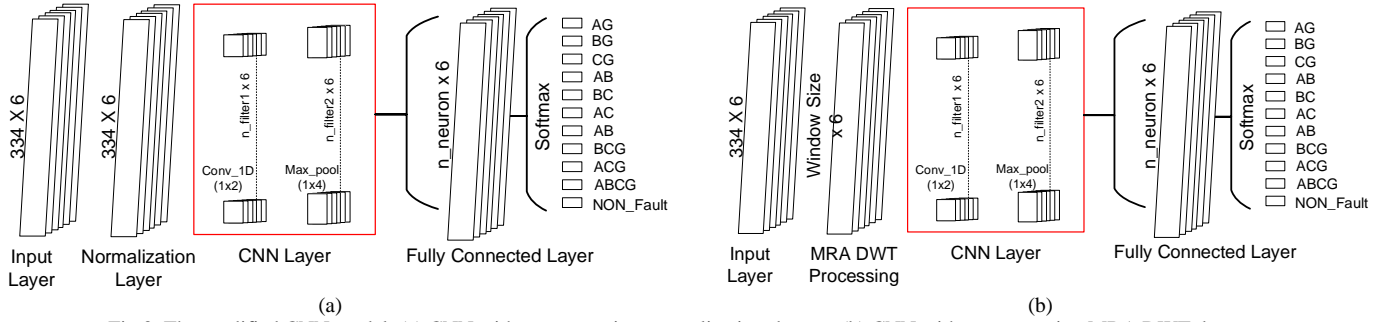 334 X 6
334 X 6
n_filter1 x 6
n_filter2 x 6
Conv_1D
(1x2)
Max_pool
(1x4)
n_neuron x 6
Softmax
AG
BG
CG
AB
BC
AC
AB
BCG
ACG
ABCG
NON_Fault
Input
Layer
Normalization
Layer
CNN Layer
Fully Connected Layer
(a)
334 X 6
Window Size
x 6
n_filter1 x 6
n_filter2 x 6
Conv_1D
(1x2)
Max_pool
(1x4)
n_neuron x 6
Softmax
AG
BG
CG
AB
BC
AC
AB
BCG
ACG
ABCG
NON_Fault
Input
Layer
MRA DWT
Processing
CNN Layer
Fully Connected Layer
(b)